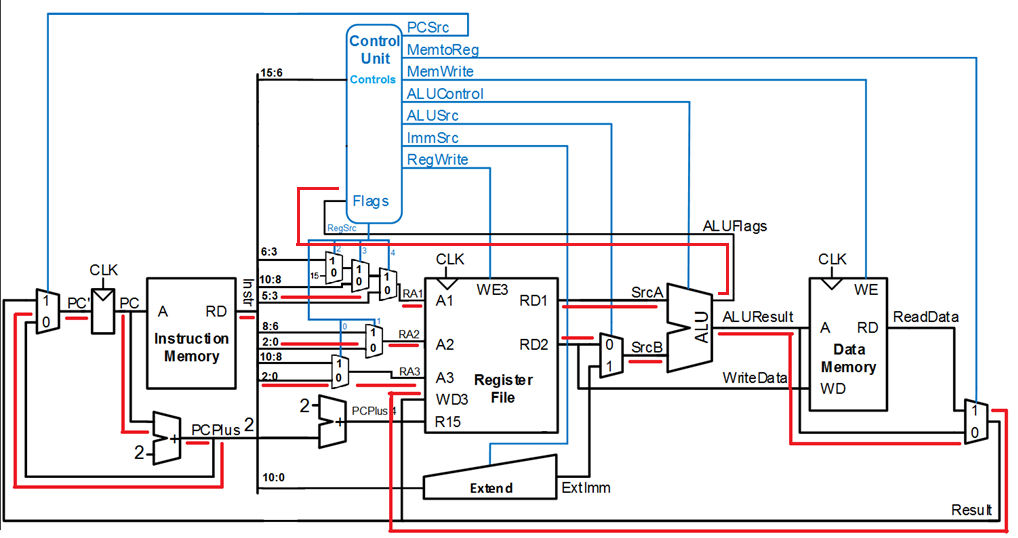 PCSrc
Control
Unit
MemtoReg
15:6
Controls
MemWrite
ALUControl
ALUSrc
ImmSrc
RegWrite
Flags
RegSrc
ALUFlags
6:3
2
3
4
1
0
15
10:8
1
0
1
0
5:3
RA1
CLK
CLK
CLK
Instr
A1
WE3
RD1
SrcA
WE
1
0
PC'
PC
A
RD
Instruction
Memory
8:6
0
1
2:0
1
0
RA2
A2
RD2
0
1
SrcB
ALU
ALUResult
A
RD
ReadData
Data
Memory
10:8
1
0
2:0
RA3
A3
Register
File
WriteData
WD
WD3
1
0
2
PCPlus 4
R15
+
PCPlus 2
2
+
10:0
Extend
ExtImm
Result